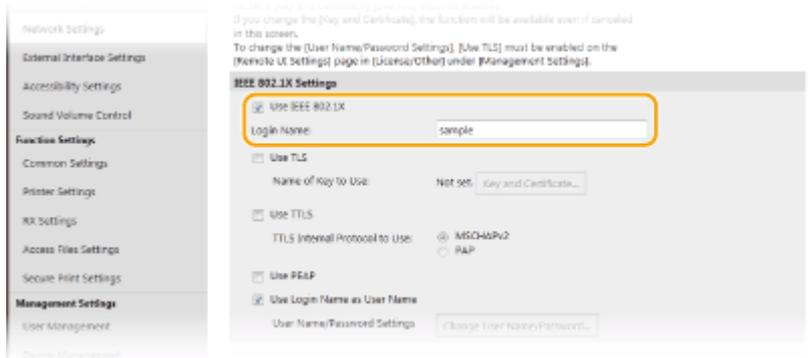 Network Settings
External Interface Settings
Accessibility Settings
Sound Volume Control
Function Settings
Common Settings
Printer Settings
RX Settings
Access Files Settings
Secure Print Settings
Management Settings
User Management
If you change the [Key and Certificate], the function will be available even if canceled
in this screen.
To change the [User Name/Password Settings], [Use TLS] must be enabled on the
[Remote UI Settings] page in [License/Other] under [Management Settings].
IEEE 802.1X Settings
Use IEEE 802.1X
Login Name: sample
Use TLS
Name of Key to Use: Not set. Key and Certificate...
Use TTLS
TTLS Internal Protocol to Use: MSCHAPv2
PAP
Use PEAP
Use Login Name as User Name
User Name/Password Settings Change User Name/Password...